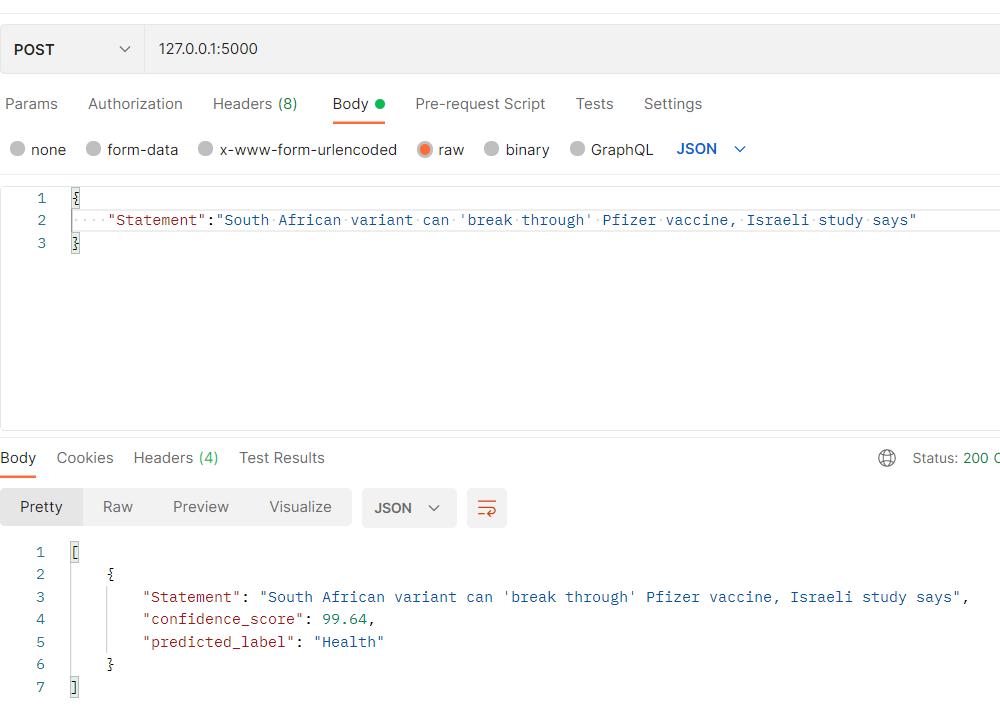 POST 127.0.0.1:5000
Params Authorization Headers (8) Body Pre-request Script Tests Settings
none form-data x-www-form-urlencoded raw binary GraphQL JSON
1 {
2 "Statement":"South African variant can 'break through' Pfizer vaccine, Israeli study says"
3 }
Body Cookies Headers (4) Test Results Status: 200
Pretty Raw Preview Visualize JSON
1 [
2 {
3 "Statement": "South African variant can 'break through' Pfizer vaccine, Israeli study says",
4 "confidence_score": 99.64,
5 "predicted_label": "Health"
6 }
7 ]